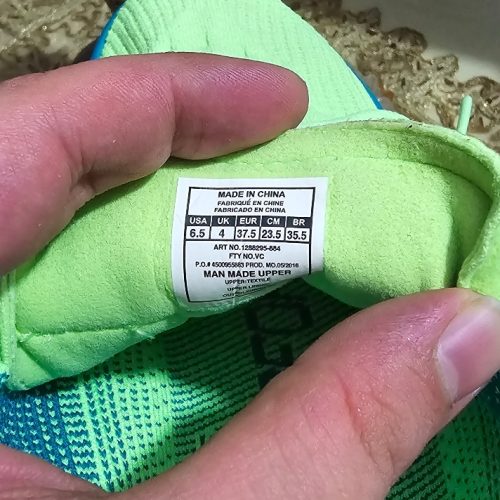 MADE IN CHINA
FABRIQUÉ EN CHINE
FABRICADO EN CHINA
USA UK EUR CM BR
6.5 4 37.5 23.5 35.5
ART NO.1288295-884
FTY NO.VC
P.O.# 4500955863 PROD. MO.05/2016
MAN MADE UPPER
UPPER:TEXTILE